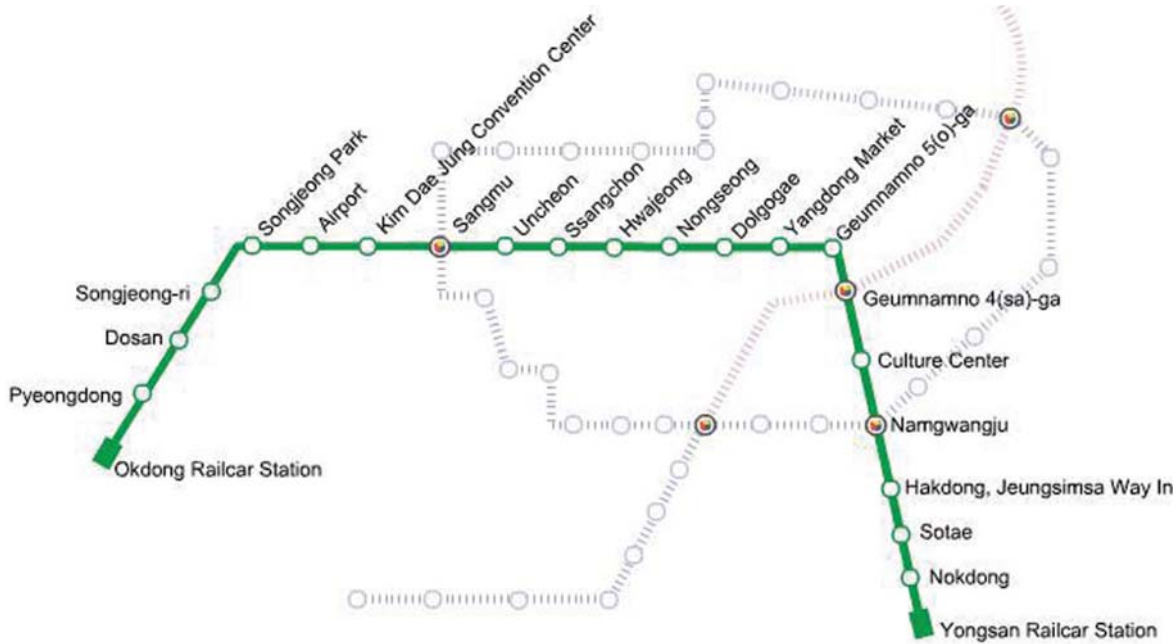 Songjeong Park
Airport
Kim Dae Jung Convention Center
Sangmu
Uncheon
Ssangchon
Hwajeong
Nongseong
Dolgogae
Yangdong Market
Geumnamno 5(o)-ga
Songjeong-ri
Dosan
Pyeongdong
Okdong Railcar Station
Geumnamno 4(sa)-ga
Culture Center
Namgwangju
Hakdong, Jeungsimsa Way In
Sotae
Nokdong
Yongsan Railcar Station